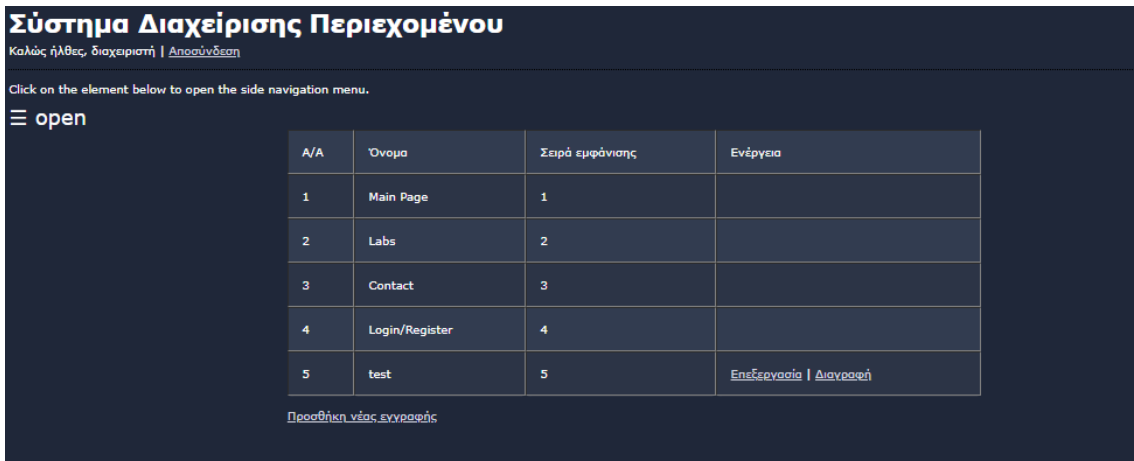 Σύστημα Διαχείρισης Περιεχομένου
Καλώς ήλθες, διαχειριστή | Αποσύνδεση
Click on the element below to open the side navigation menu.
☰ open
Α/Α Όνομα Σειρά εμφάνισης Ενέργεια
1 Main Page 1
2 Labs 2
3 Contact 3
4 Login/Register 4
5 test 5 Επεξεργασία | Διαγραφή
Προσθήκη νέας εγγραφής